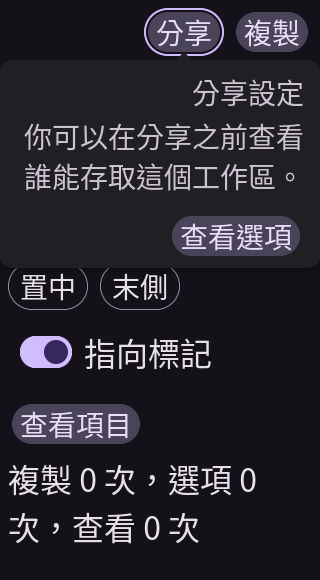 分享 複製
分享設定
你可以在分享之前查看
誰能存取這個工作區。
查看選項
置中 末側
指向標記
查看項目
複製 0 次，選項 0
次，查看 0 次